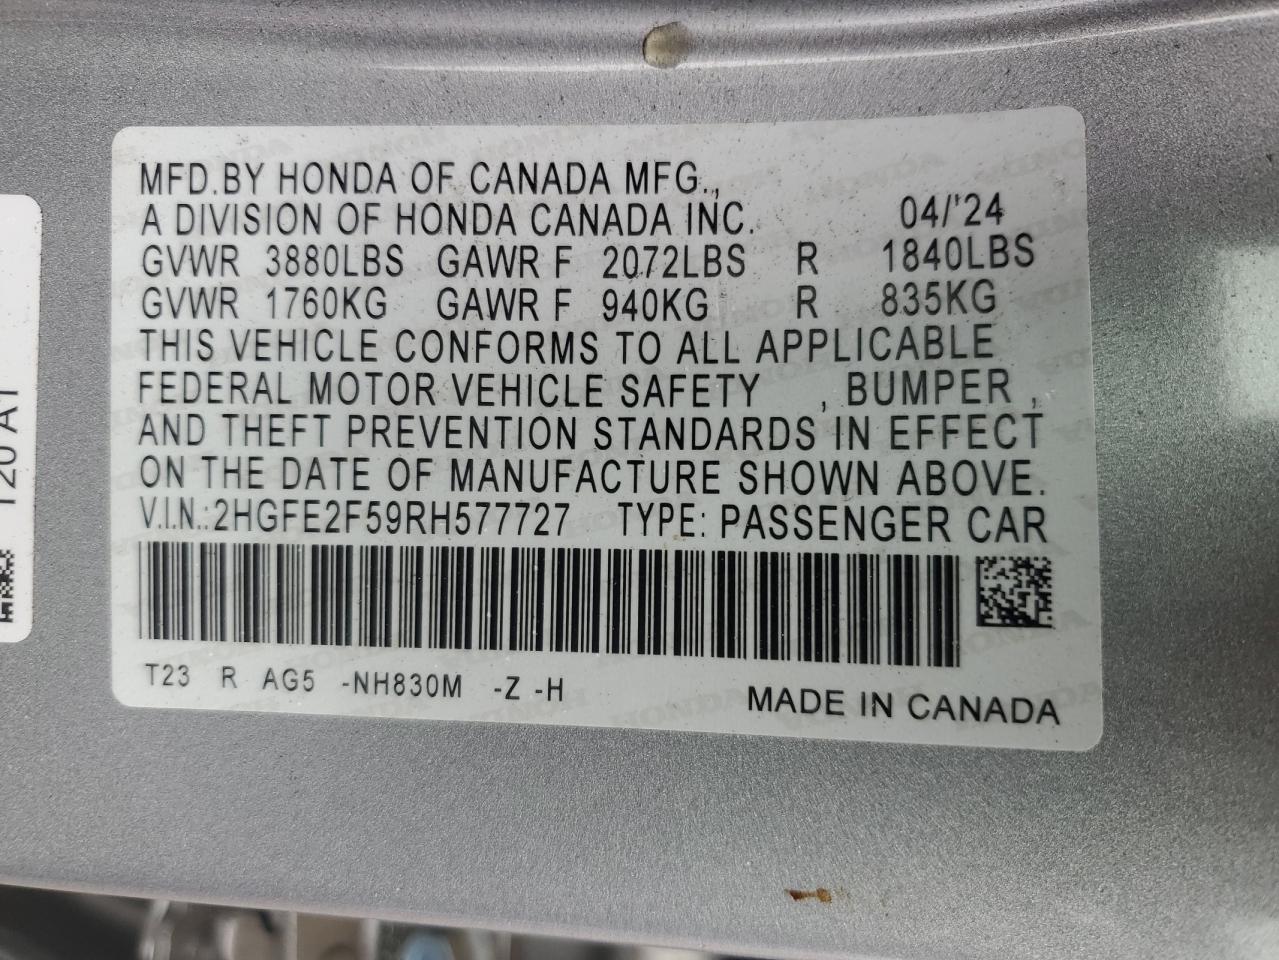 MFD.BY HONDA OF CANADA MFG.,
A DIVISION OF HONDA CANADA INC. 04/'24
GVWR 3880LBS GAWR F 2072LBS R 1840LBS
GVWR 1760KG GAWR F 940KG R 835KG
THIS VEHICLE CONFORMS TO ALL APPLICABLE
FEDERAL MOTOR VEHICLE SAFETY , BUMPER ,
AND THEFT PREVENTION STANDARDS IN EFFECT
ON THE DATE OF MANUFACTURE SHOWN ABOVE.
V.I.N.:2HGFE2F59RH577727 TYPE: PASSENGER CAR
T23 R AG5 -NH830M -Z -H
MADE IN CANADA